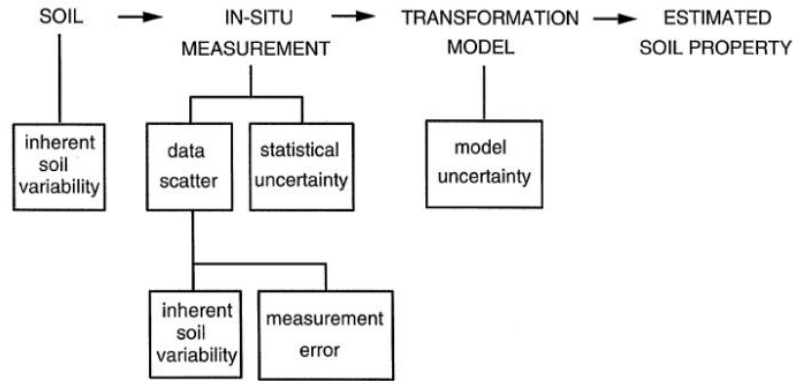 SOIL
IN-SITU
MEASUREMENT
TRANSFORMATION
MODEL
ESTIMATED
SOIL PROPERTY
inherent
soil
variability
data
scatter
statistical
uncertainty
model
uncertainty
inherent
soil
variability
measurement
error